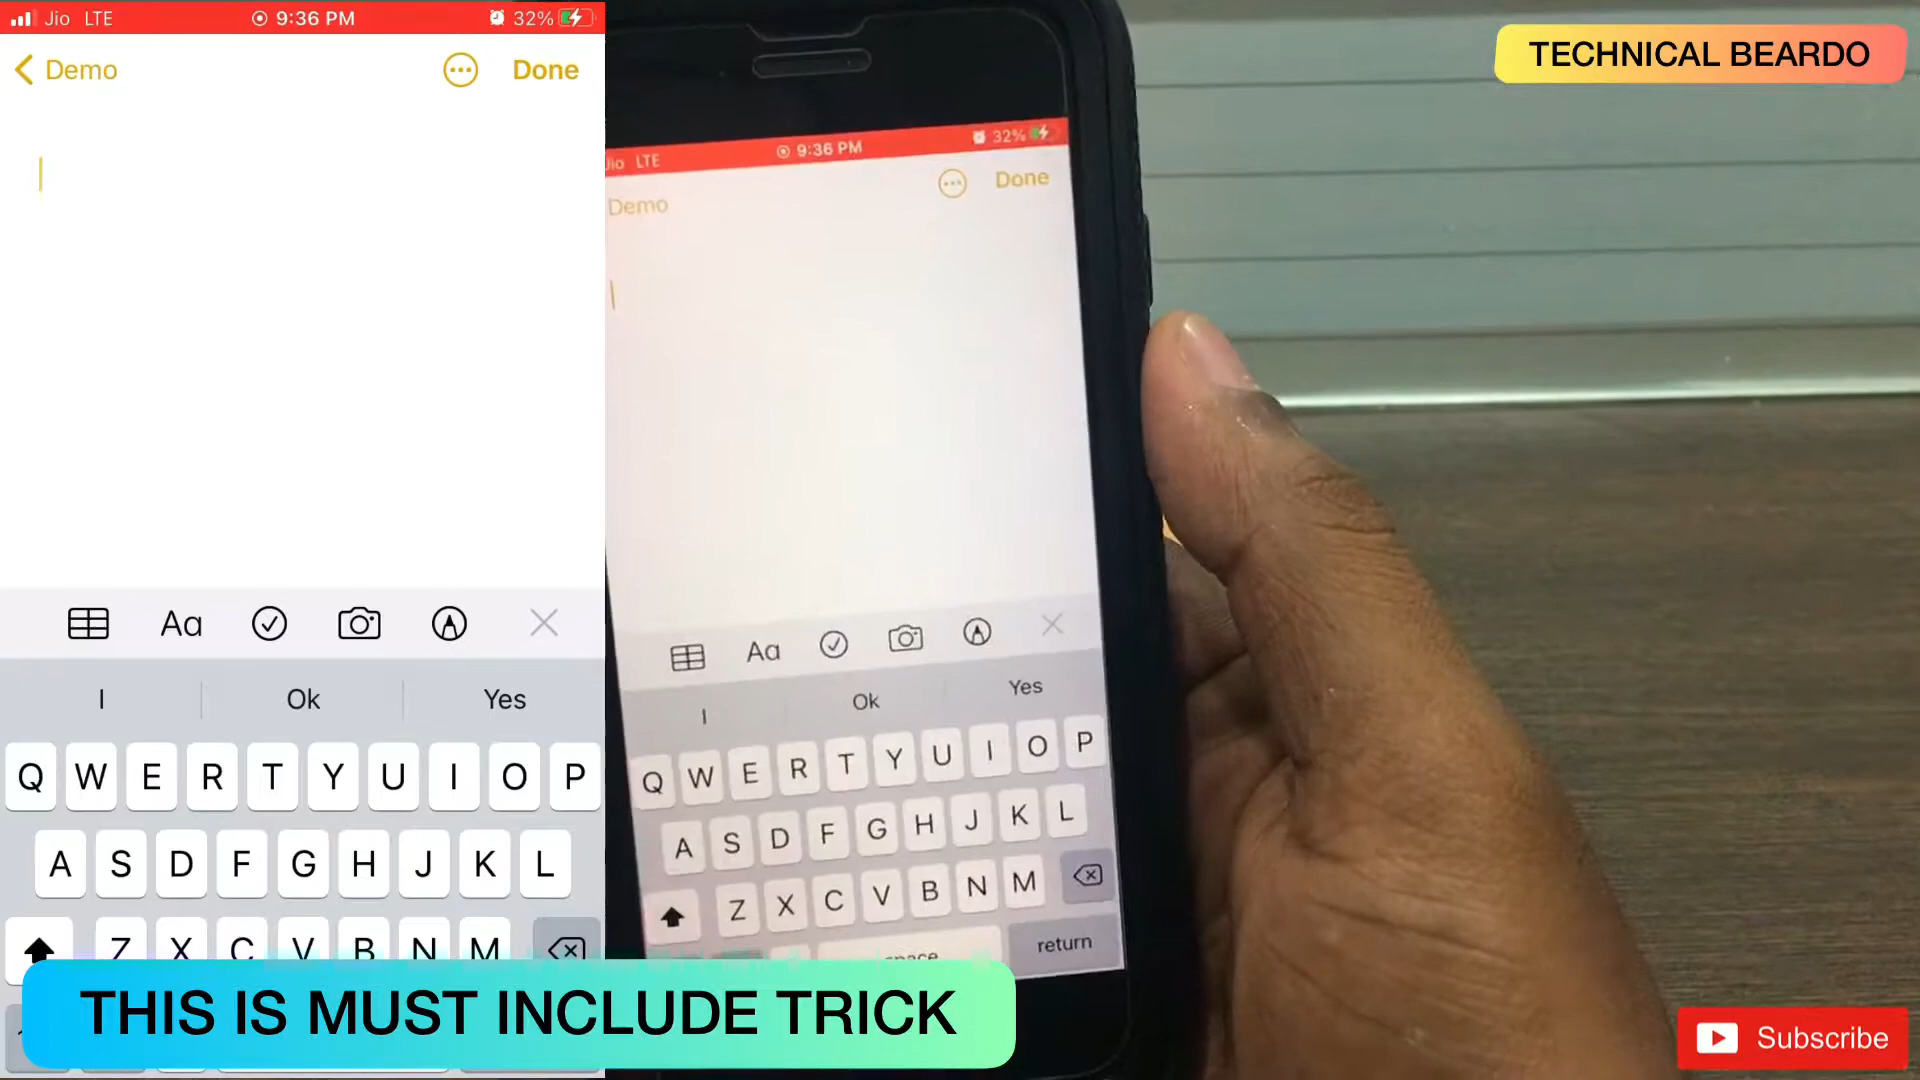 Jio LTE 9:36 PM 32%
Demo Done
Aa
I Ok Yes
Q W E R T Y U I O P
A S D F G H J K L
Z X C V B N M
Jio LTE 9:36 PM 32%
Demo Done
Aa
I Ok Yes
Q W E R T Y U I O P
A S D F G H J K L
Z X C V B N M
space return
TECHNICAL BEARDO
THIS IS MUST INCLUDE TRICK
Subscribe